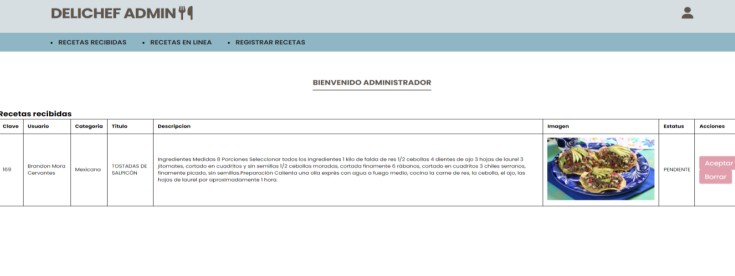 DELICHEF ADMIN
RECETAS RECIBIDAS
RECETAS EN LINEA
REGISTRAR RECETAS
BIENVENIDO ADMINISTRADOR
Recetas recibidas
Clave Usuario Categoria Título Descripcion Imagen Estatus Acciones
169
Brandon Mora
Cervantes
Mexicana
TOSTADAS DE
SALPICÓN
Ingredientes Medidas 8 Porciones Seleccionar todos los ingredientes 1 kilo de falda de res 1/2 cebollas 4 dientes de ajo 3 hojas de laurel 3
jitomates, cortado en cuadritos y sin semillas 1/2 cebollas moradas, cortada finamente 6 rábanos, cortado en cuadritos 3 chiles serranos,
finamente picado, sin semillas.Preparación Calienta una olla exprés con agua a fuego medio, cocina la carne de res, la cebolla, el ajo, las
hojas de laurel por aproximadamente 1 hora.
PENDIENTE
Aceptar
Borrar